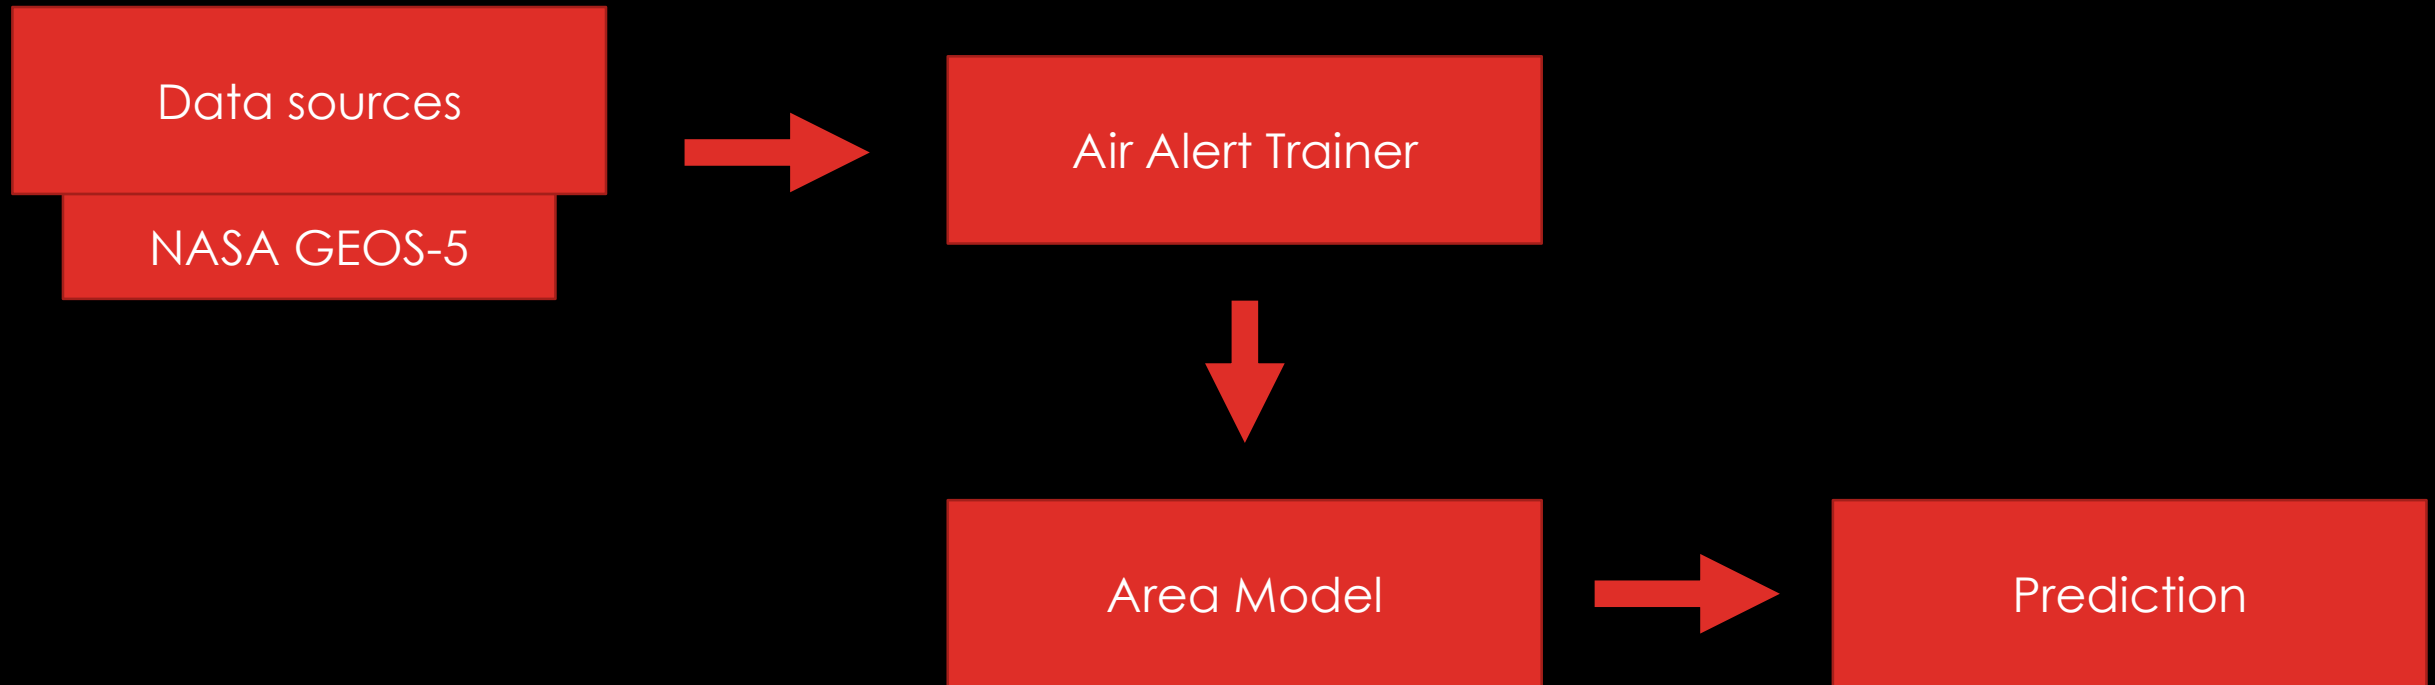 Data sources
NASA GEOS-5
Air Alert Trainer
Area Model
Prediction